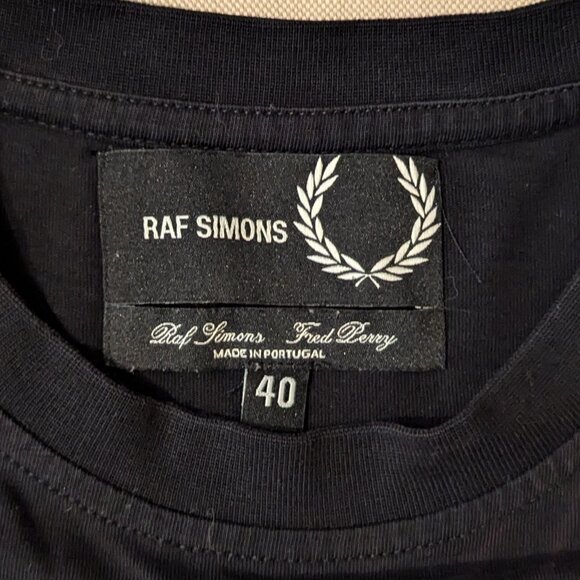 RAF SIMONS
Raf Simons Fred Perry
MADE IN PORTUGAL
40